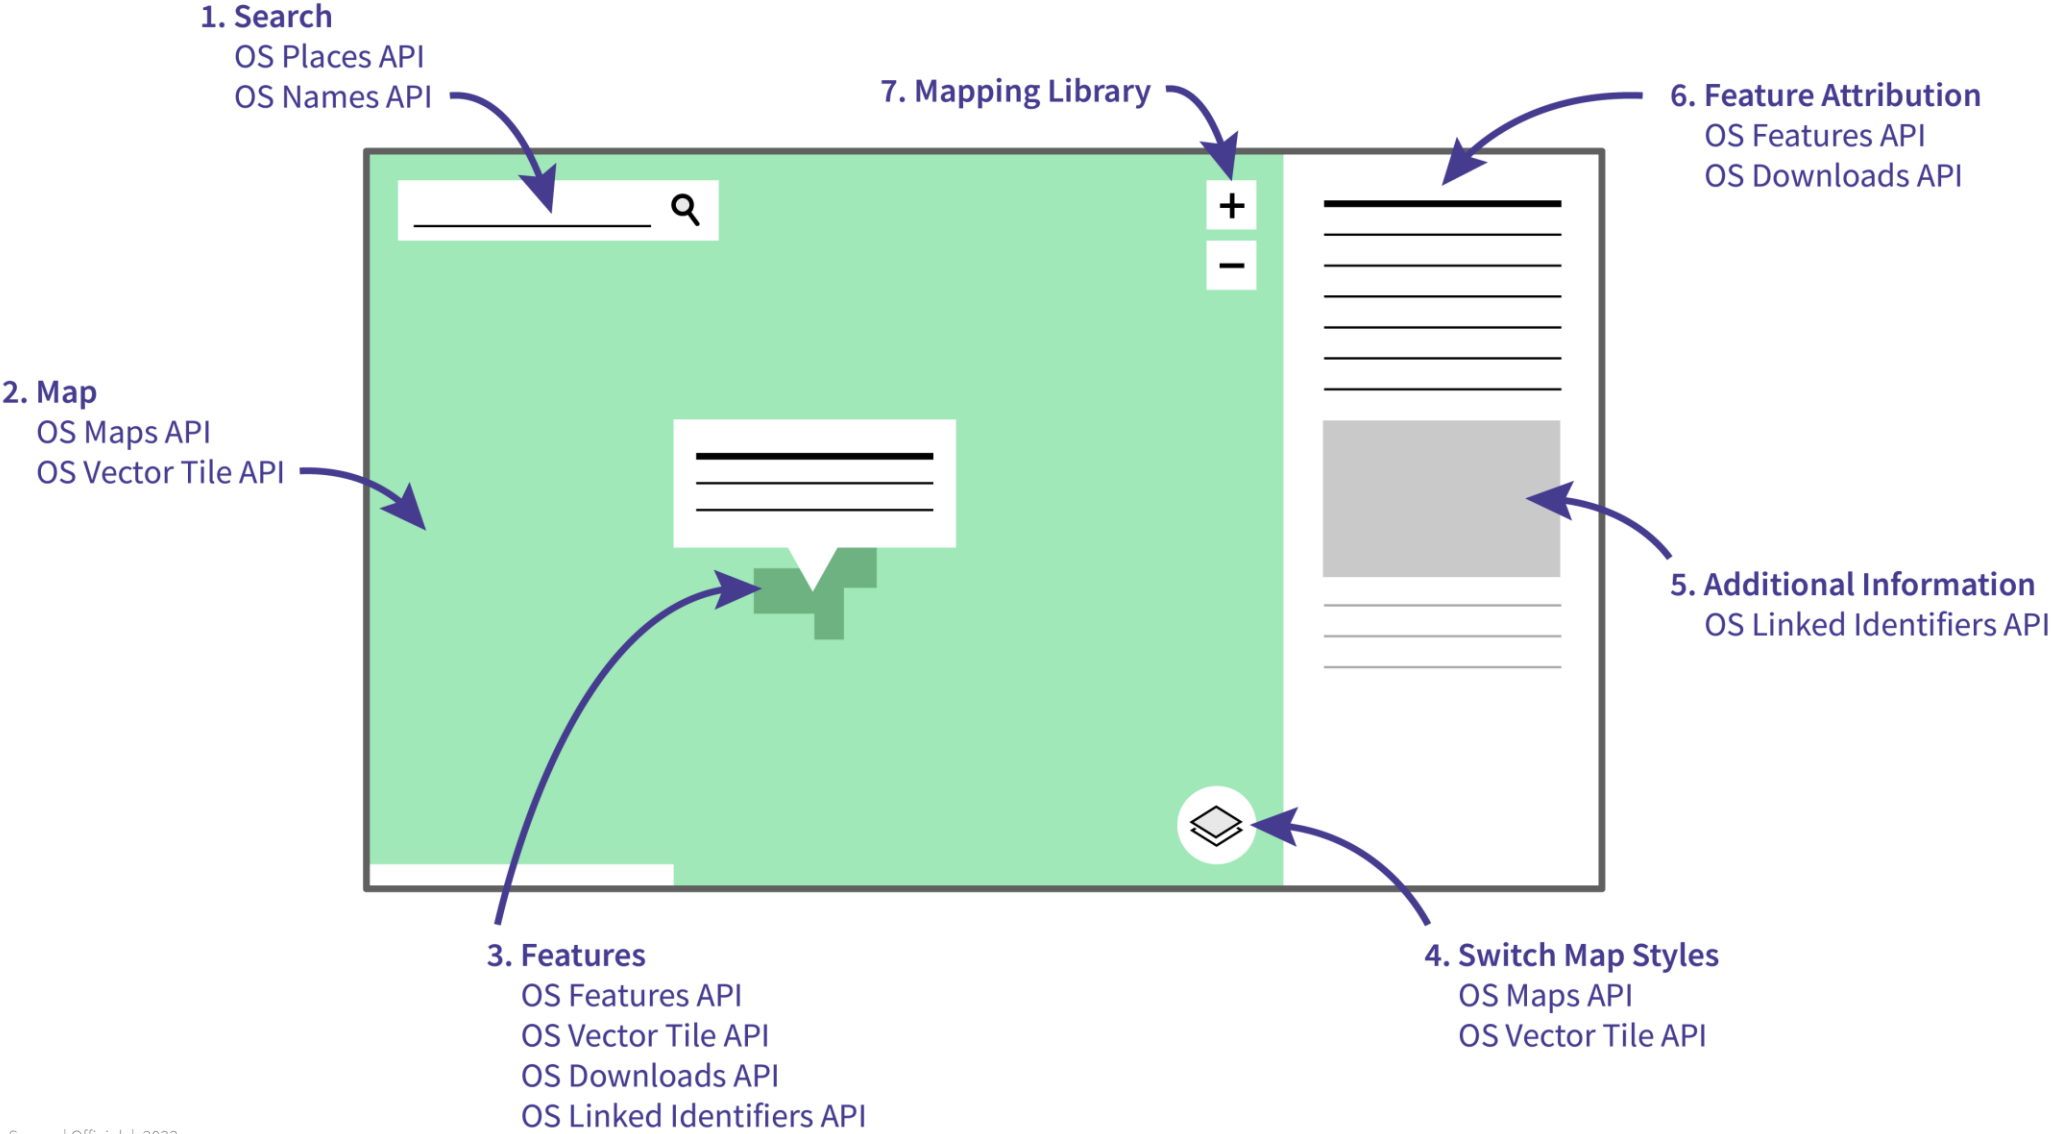 1. Search
OS Places API
OS Names API
7. Mapping Library
6. Feature Attribution
OS Features API
OS Downloads API
2. Map
OS Maps API
OS Vector Tile API
5. Additional Information
OS Linked Identifiers API
3. Features
OS Features API
OS Vector Tile API
OS Downloads API
OS Linked Identifiers API
4. Switch Map Styles
OS Maps API
OS Vector Tile API